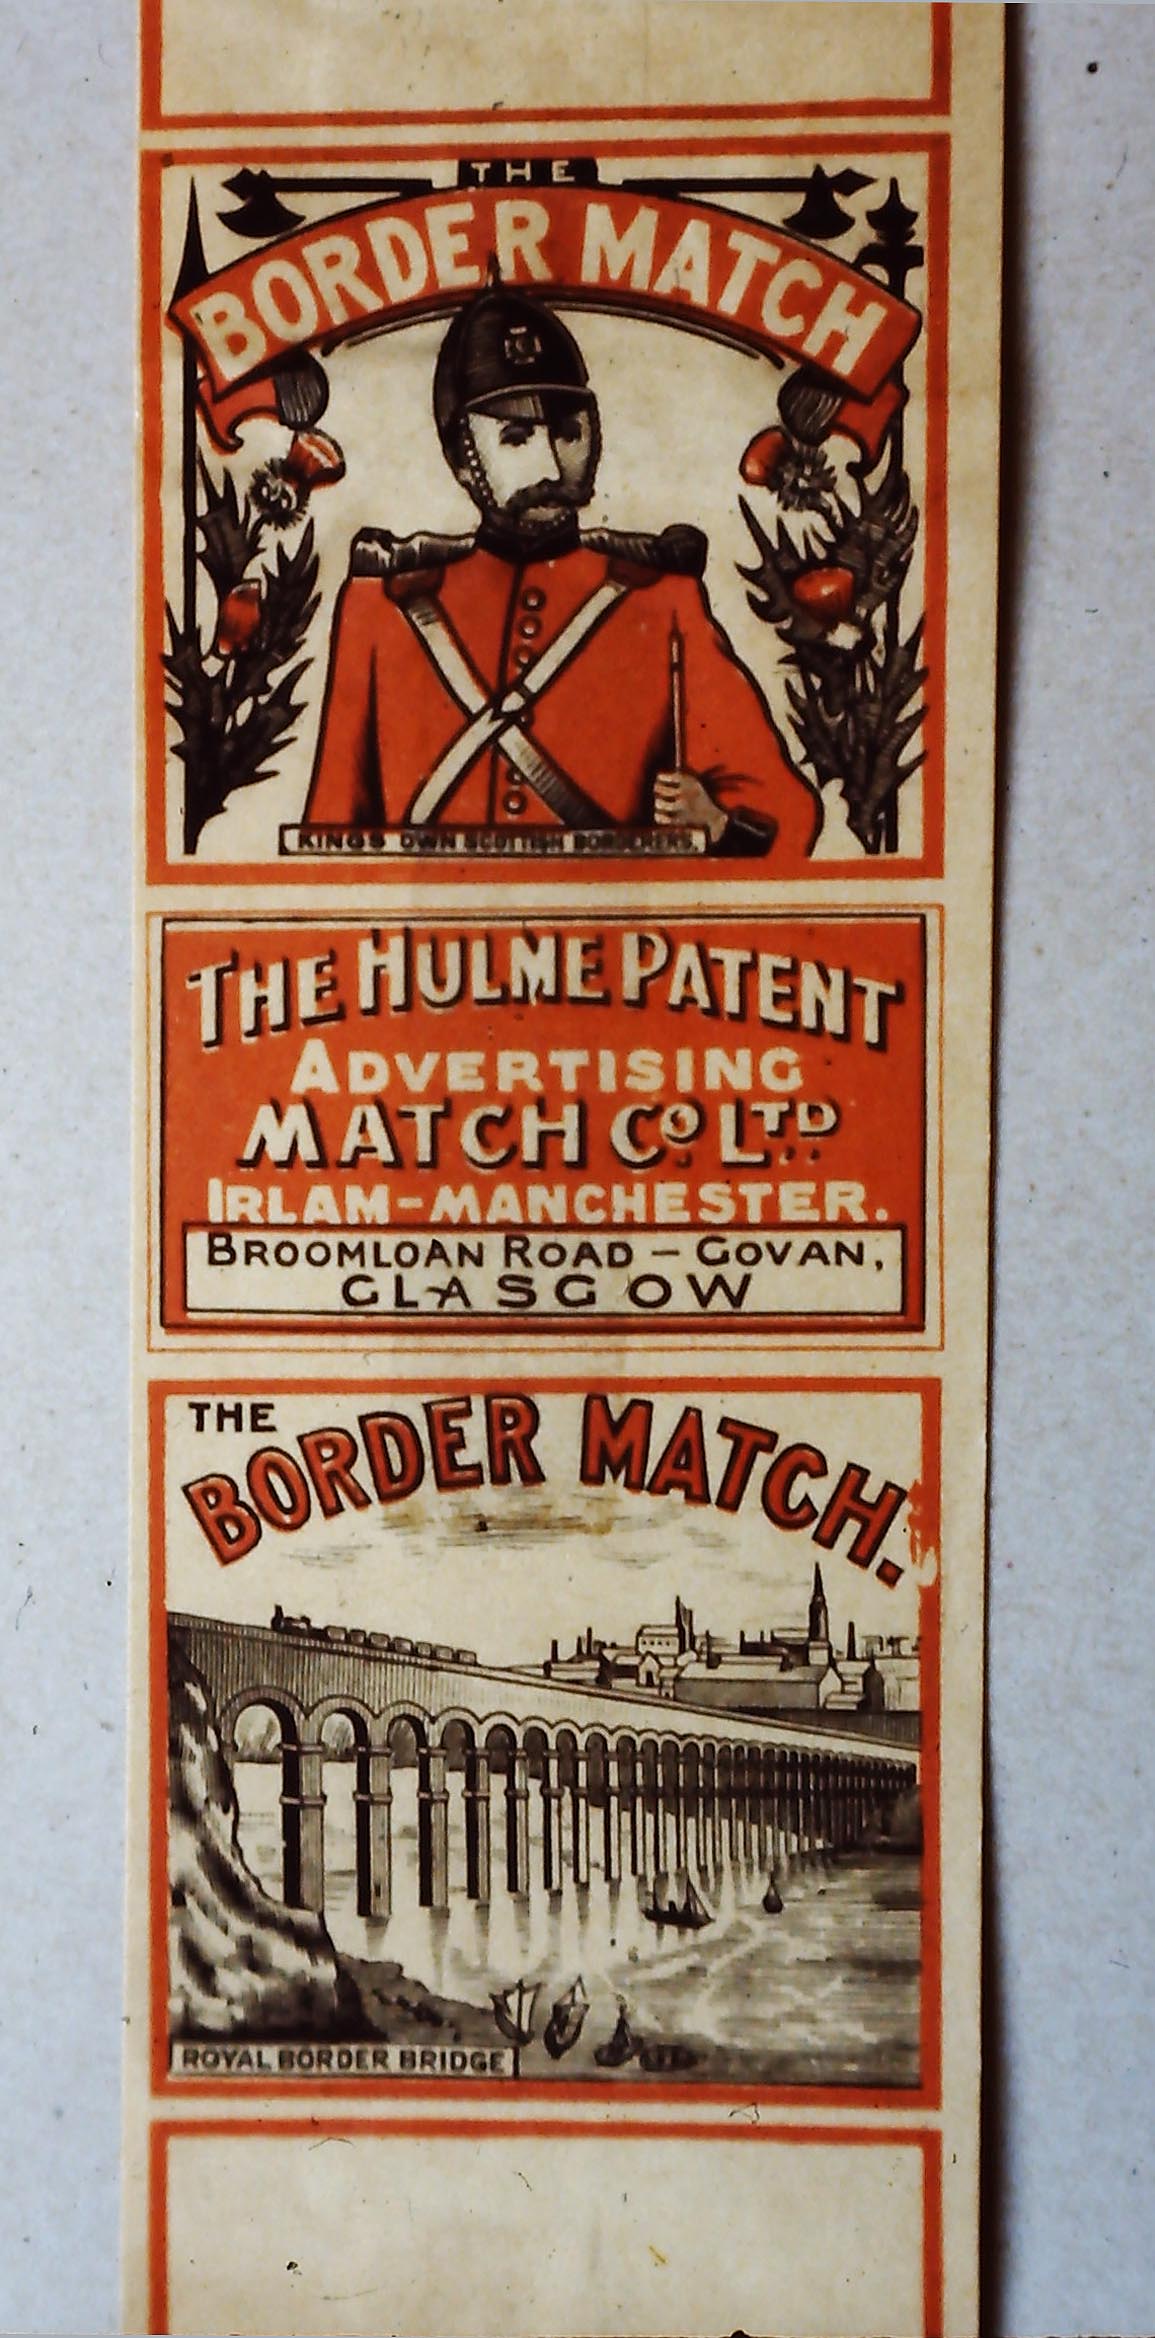 THE
BORDER MATCH
KINGS OWN SCOTTISH BORDERERS.
THE HULME PATENT
ADVERTISING
MATCH CO. LTD.
IRLAM-MANCHESTER.
BROOMLOAN ROAD - GOVAN,
GLASGOW
THE
BORDER MATCH.
ROYAL BORDER BRIDGE